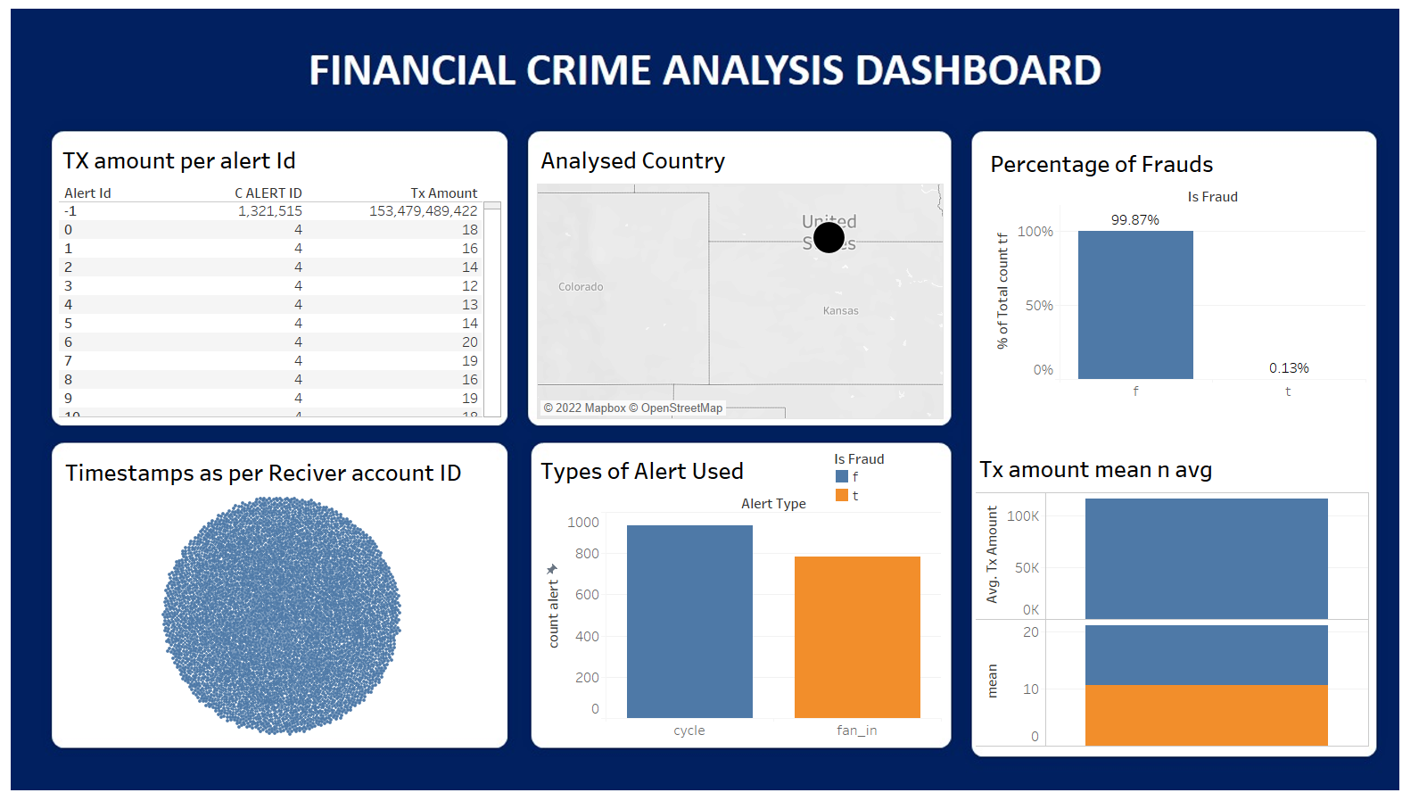 FINANCIAL CRIME ANALYSIS DASHBOARD
TX amount per alert Id
Alert Id C ALERT ID Tx Amount
-1 1,321,515 153,479,489,422
0 4 18
1 4 16
2 4 14
3 4 12
4 4 13
5 4 14
6 4 20
7 4 19
8 4 16
9 4 19
10 4 18
Analysed Country
United
States
Colorado
Kansas
© 2022 Mapbox © OpenStreetMap
Percentage of Frauds
Is Fraud
% of Total count tf
99.87%
100%
50%
0%
0.13%
f t
Timestamps as per Reciver account ID
Types of Alert Used
Is Fraud
f
t
Alert Type
count alert
1000
800
600
400
200
0
cycle fan_in
Tx amount mean n avg
Avg. Tx Amount
100K
50K
0K
mean
20
10
0